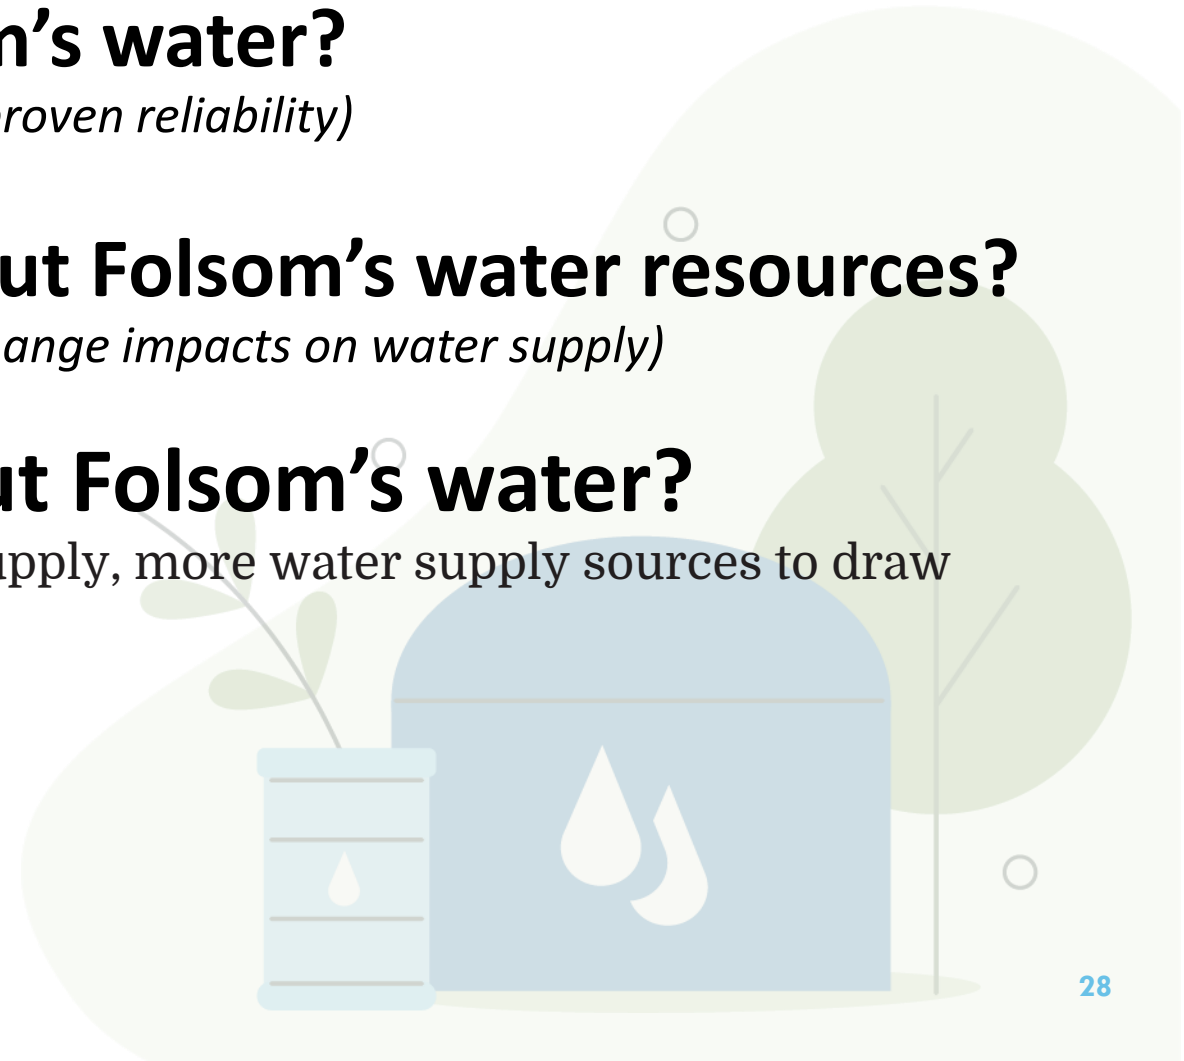 m’s water?
proven reliability)
ut Folsom’s water resources?
ange impacts on water supply)
ut Folsom’s water?
upply, more water supply sources to draw
28